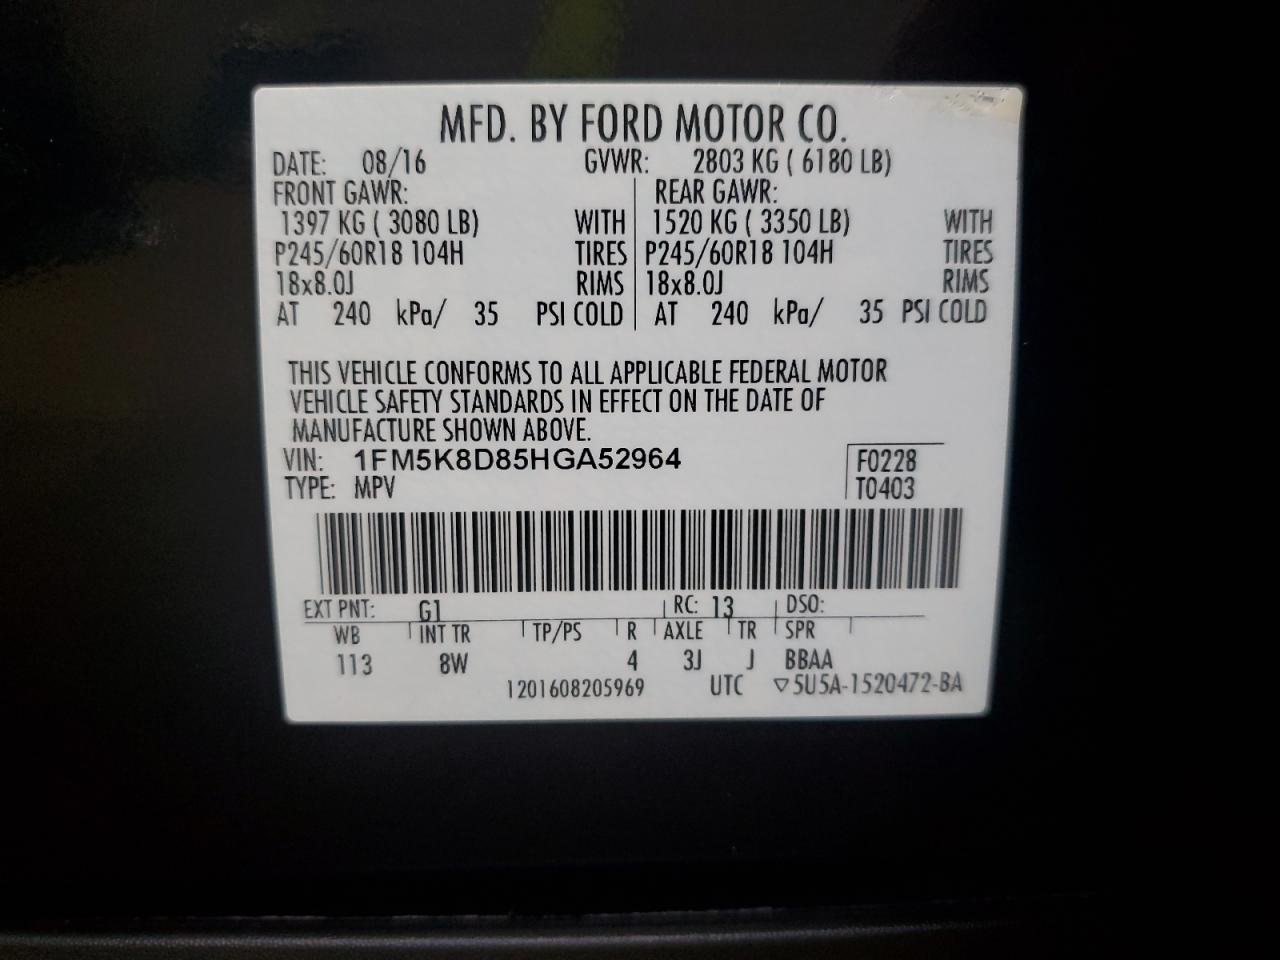 MFD. BY FORD MOTOR CO.
DATE: 08/16 GVWR: 2803 KG ( 6180 LB)
FRONT GAWR: REAR GAWR:
1397 KG ( 3080 LB) WITH 1520 KG ( 3350 LB) WITH
P245/60R18 104H TIRES P245/60R18 104H TIRES
18x8.0J RIMS 18x8.0J RIMS
AT 240 kPa/ 35 PSI COLD AT 240 kPa/ 35 PSI COLD
THIS VEHICLE CONFORMS TO ALL APPLICABLE FEDERAL MOTOR
VEHICLE SAFETY STANDARDS IN EFFECT ON THE DATE OF
MANUFACTURE SHOWN ABOVE.
VIN: 1FM5K8D85HGA52964 F0228
TYPE: MPV T0403
EXT PNT: G1 RC: 13 DSO:
WB INT TR TP/PS R AXLE TR SPR
113 8W 4 3J J BBAA
1201608205969 UTC ▽5U5A-1520472-BA